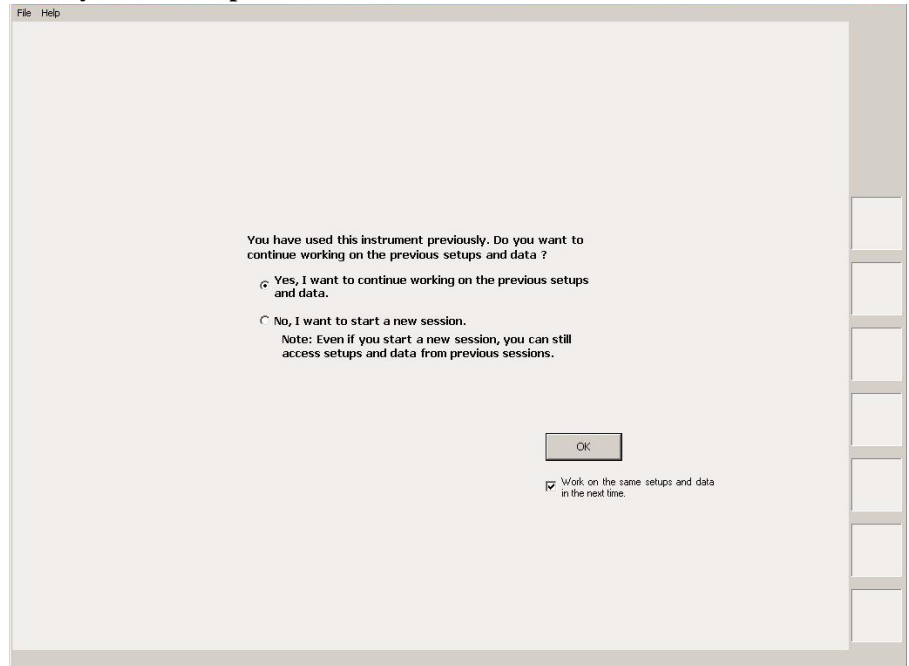 File Help
You have used this instrument previously. Do you want to
continue working on the previous setups and data ?
Yes, I want to continue working on the previous setups
and data.
No, I want to start a new session.
Note: Even if you start a new session, you can still
access setups and data from previous sessions.
OK
Work on the same setups and data
in the next time.